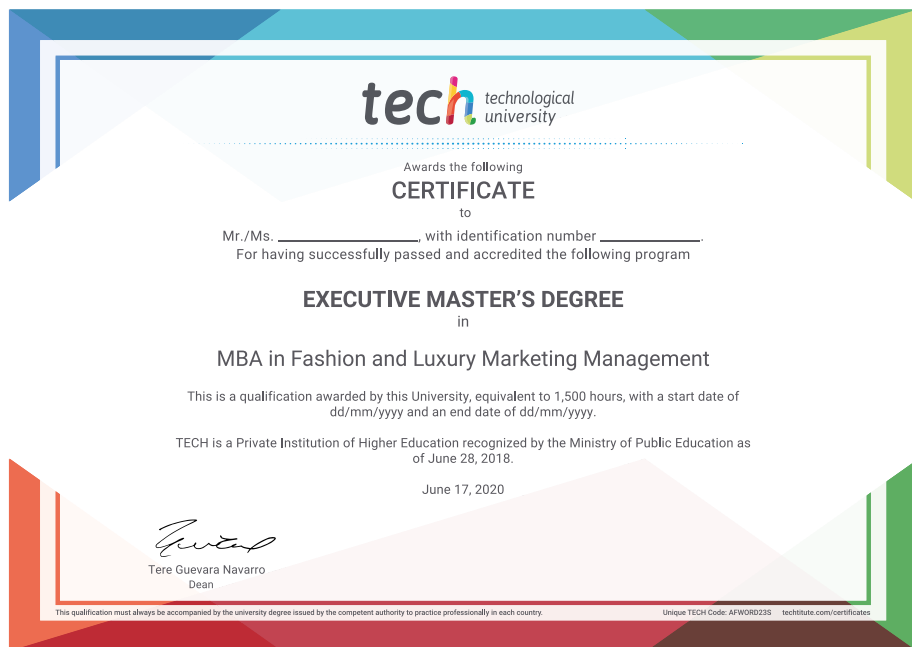 tech technological
university
Awards the following
CERTIFICATE
to
Mr./Ms. ____________________, with identification number ______________.
For having successfully passed and accredited the following program
EXECUTIVE MASTER'S DEGREE
in
MBA in Fashion and Luxury Marketing Management
This is a qualification awarded by this University, equivalent to 1,500 hours, with a start date of
dd/mm/yyyy and an end date of dd/mm/yyyy.
TECH is a Private Institution of Higher Education recognized by the Ministry of Public Education as
of June 28, 2018.
June 17, 2020
Tere Guevara Navarro
Dean
This qualification must always be accompanied by the university degree issued by the competent authority to practice professionally in each country. Unique TECH Code: AFWORD23S techtitute.com/certificates